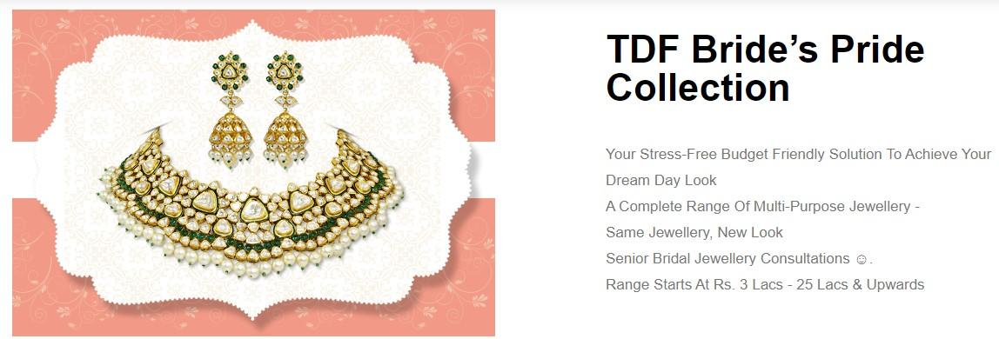 TDF Bride’s Pride
Collection
Your Stress-Free Budget Friendly Solution To Achieve Your
Dream Day Look
A Complete Range Of Multi-Purpose Jewellery -
Same Jewellery, New Look
Senior Bridal Jewellery Consultations ☺.
Range Starts At Rs. 3 Lacs - 25 Lacs & Upwards